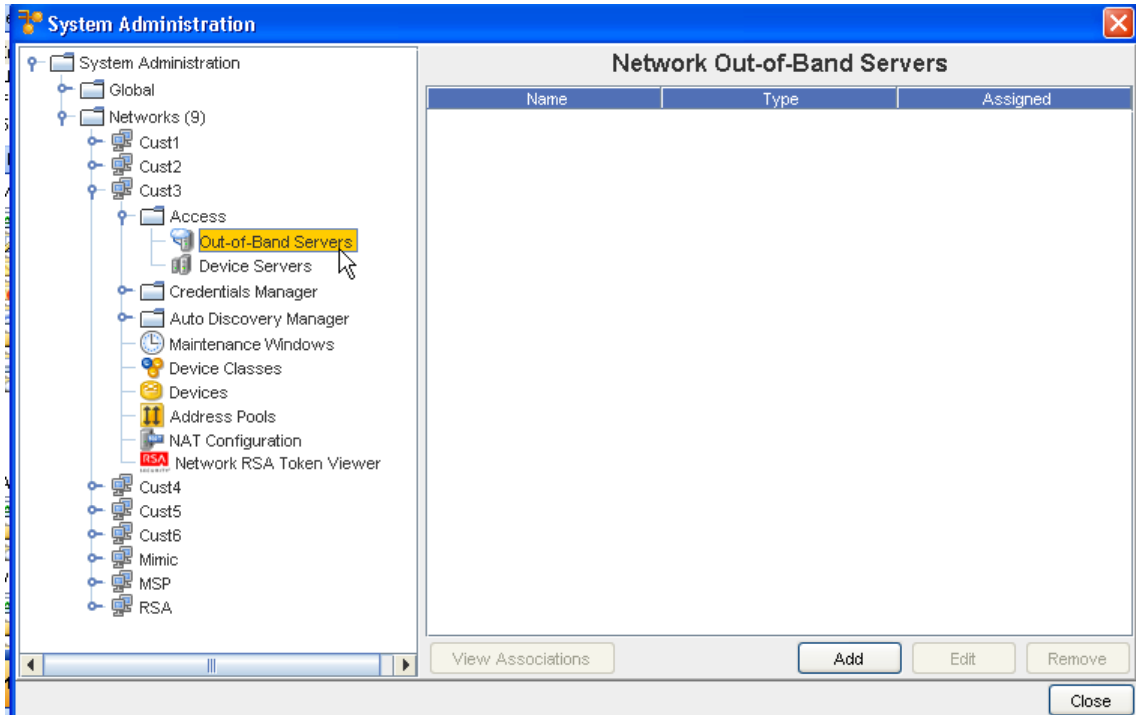 System Administration
System Administration
Global
Networks (9)
Cust1
Cust2
Cust3
Access
Out-of-Band Servers
Device Servers
Credentials Manager
Auto Discovery Manager
Maintenance Windows
Device Classes
Devices
Address Pools
NAT Configuration
RSA Network RSA Token Viewer
Cust4
Cust5
Cust6
Mimic
MSP
RSA
Network Out-of-Band Servers
Name Type Assigned
View Associations Add Edit Remove
Close